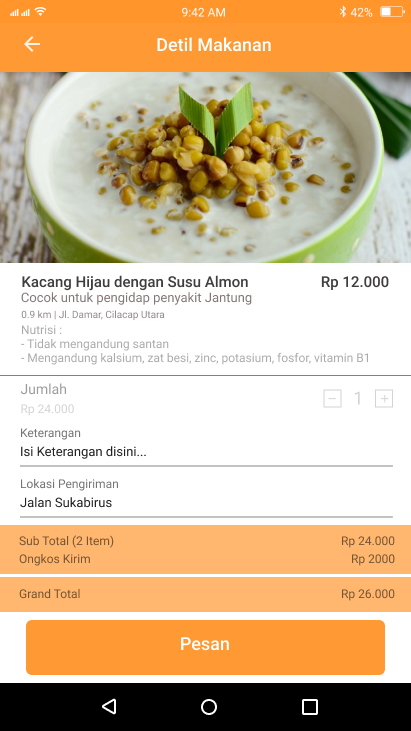 9:42 AM
42%
Detil Makanan
Kacang Hijau dengan Susu Almon
Rp 12.000
Cocok untuk pengidap penyakit Jantung
0.9 km | Jl. Damar, Cilacap Utara
Nutrisi :
- Tidak mengandung santan
- Mengandung kalsium, zat besi, zinc, potasium, fosfor, vitamin B1
Jumlah
Rp 24.000
1
Keterangan
Isi Keterangan disini...
Lokasi Pengiriman
Jalan Sukabirus
Sub Total (2 Item) Rp 24.000
Ongkos Kirim Rp 2000
Grand Total Rp 26.000
Pesan